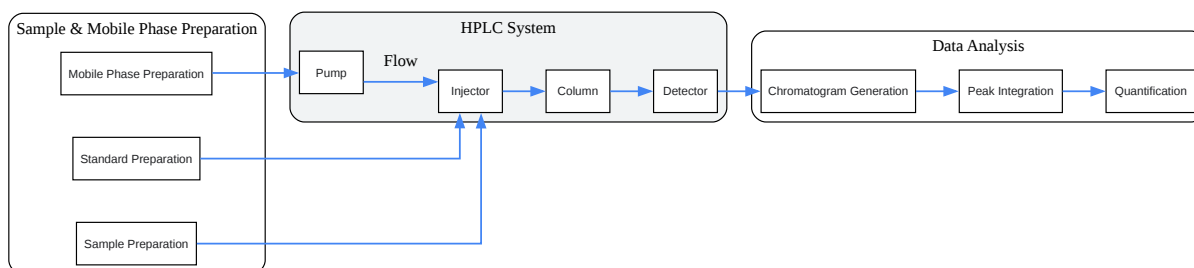 Sample & Mobile Phase Preparation
Mobile Phase Preparation
Standard Preparation
Sample Preparation
HPLC System
Pump
Flow
Injector
Column
Detector
Data Analysis
Chromatogram Generation
Peak Integration
Quantification